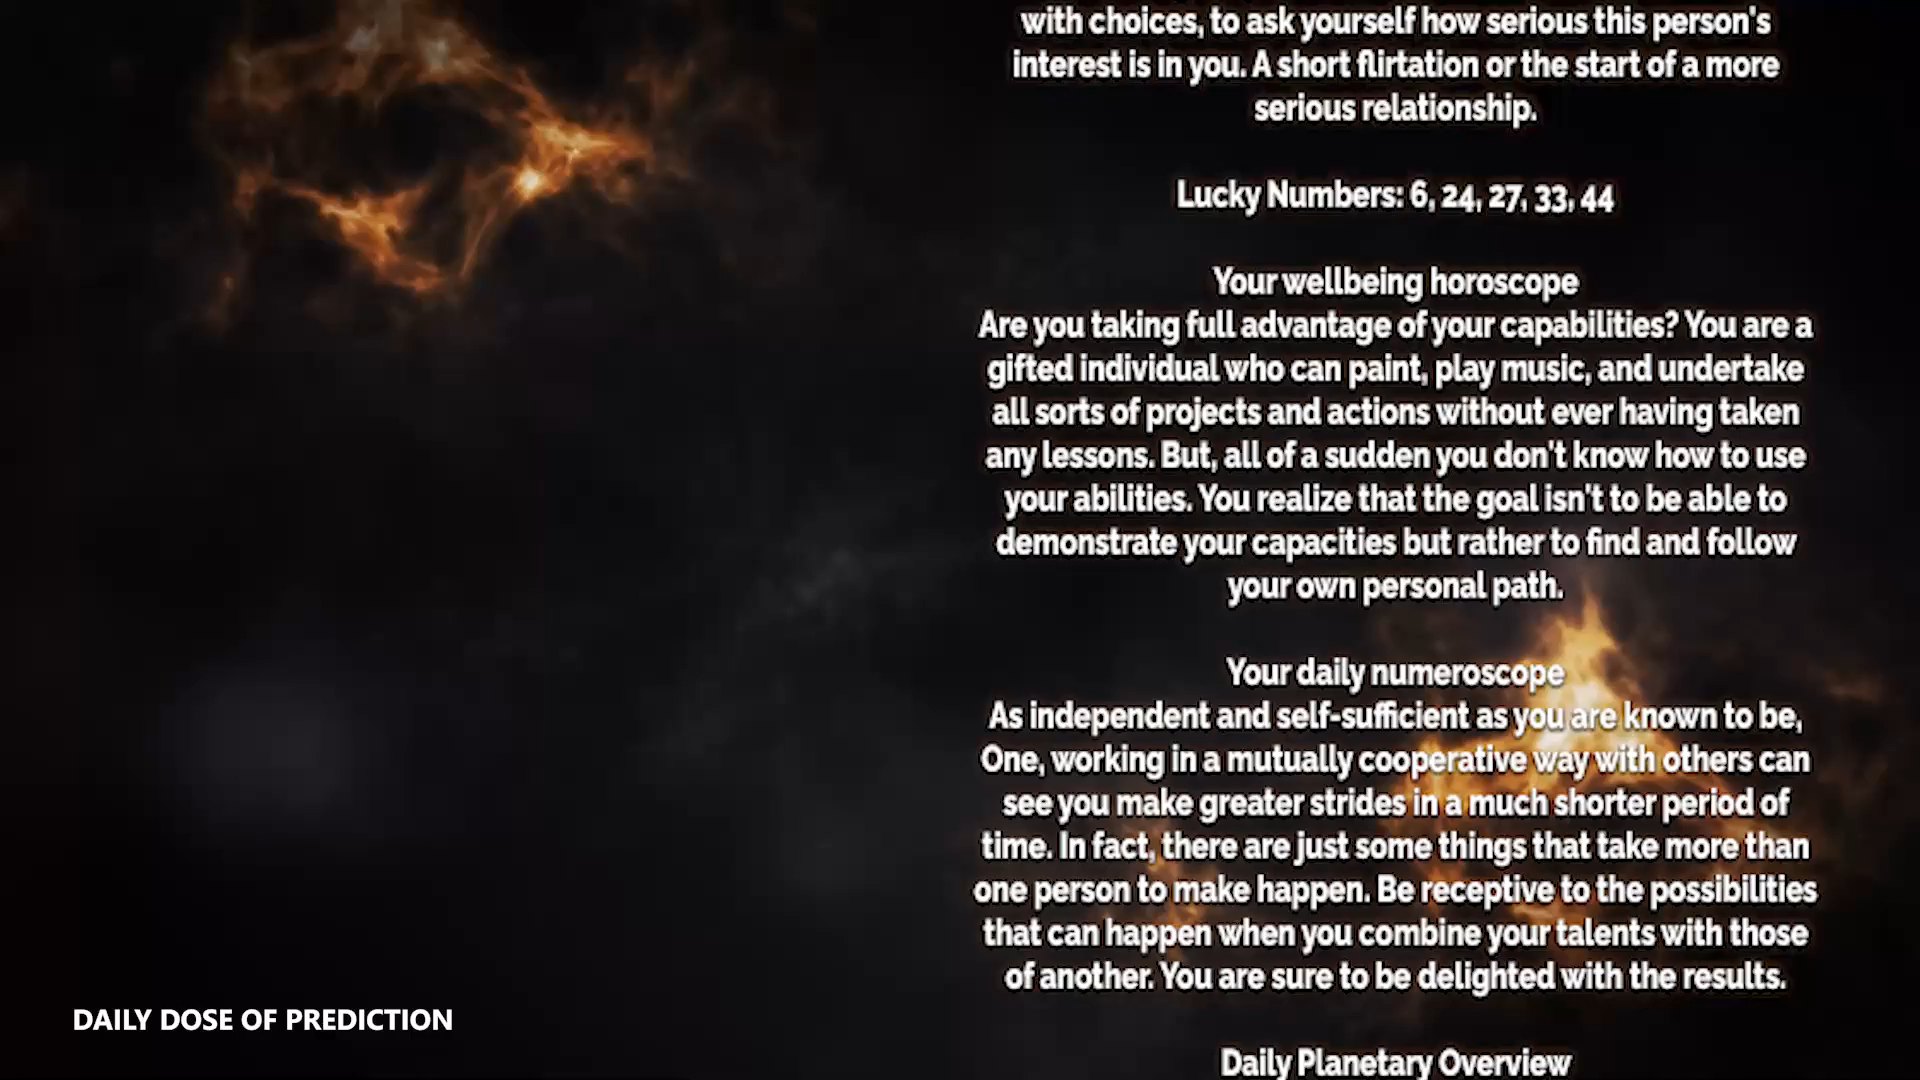 with choices, to ask yourself how serious this person's
interest is in you. A short flirtation or the start of a more
serious relationship.
Lucky Numbers: 6, 24, 27, 33, 44
Your wellbeing horoscope
Are you taking full advantage of your capabilities? You are a
gifted individual who can paint, play music, and undertake
all sorts of projects and actions without ever having taken
any lessons. But, all of a sudden you don't know how to use
your abilities. You realize that the goal isn't to be able to
demonstrate your capacities but rather to find and follow
your own personal path.
Your daily numeroscope
As independent and self-sufficient as you are known to be,
One, working in a mutually cooperative way with others can
see you make greater strides in a much shorter period of
time. In fact, there are just some things that take more than
one person to make happen. Be receptive to the possibilities
that can happen when you combine your talents with those
of another. You are sure to be delighted with the results.
Daily Planetary Overview
DAILY DOSE OF PREDICTION